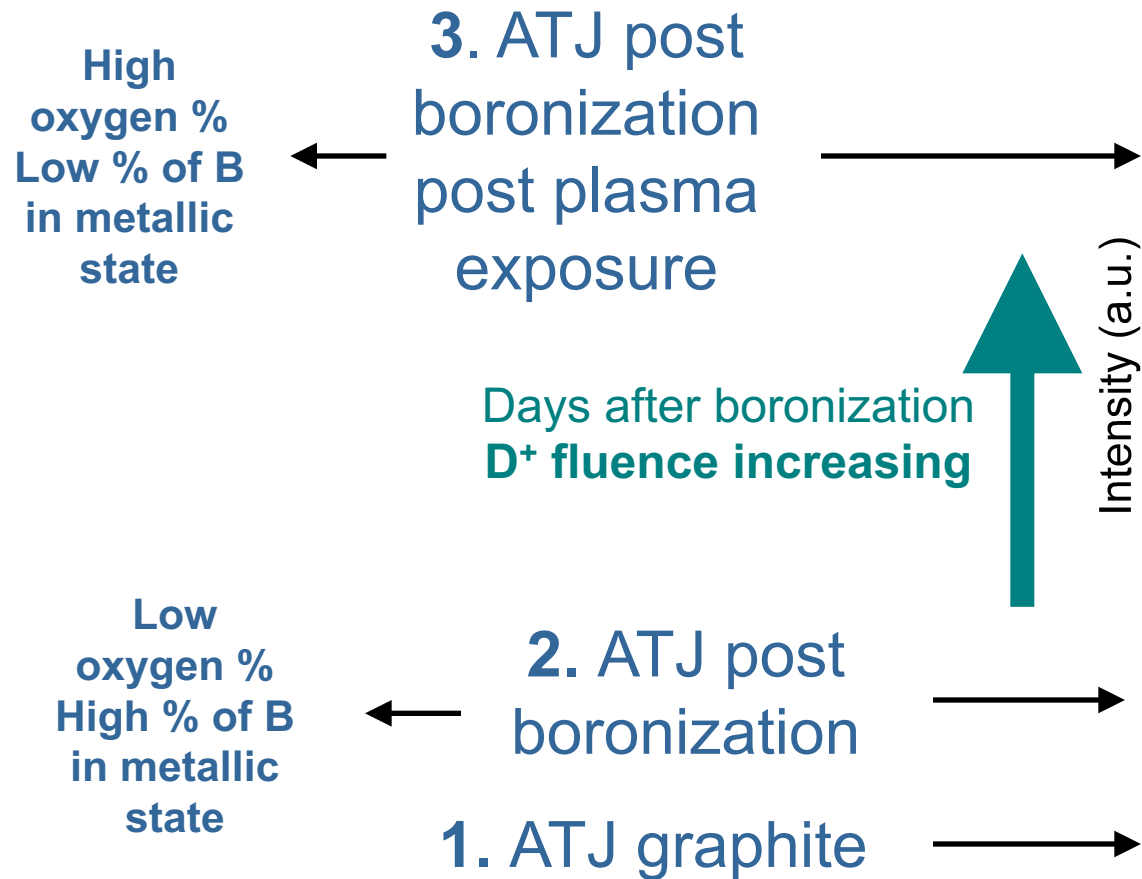 High
oxygen %
Low % of B
in metallic
state
3. ATJ post
boronization
post plasma
exposure
Intensity (a.u.)
Days after boronization
D⁺ fluence increasing
Low
oxygen %
High % of B
in metallic
state
2. ATJ post
boronization
1. ATJ graphite